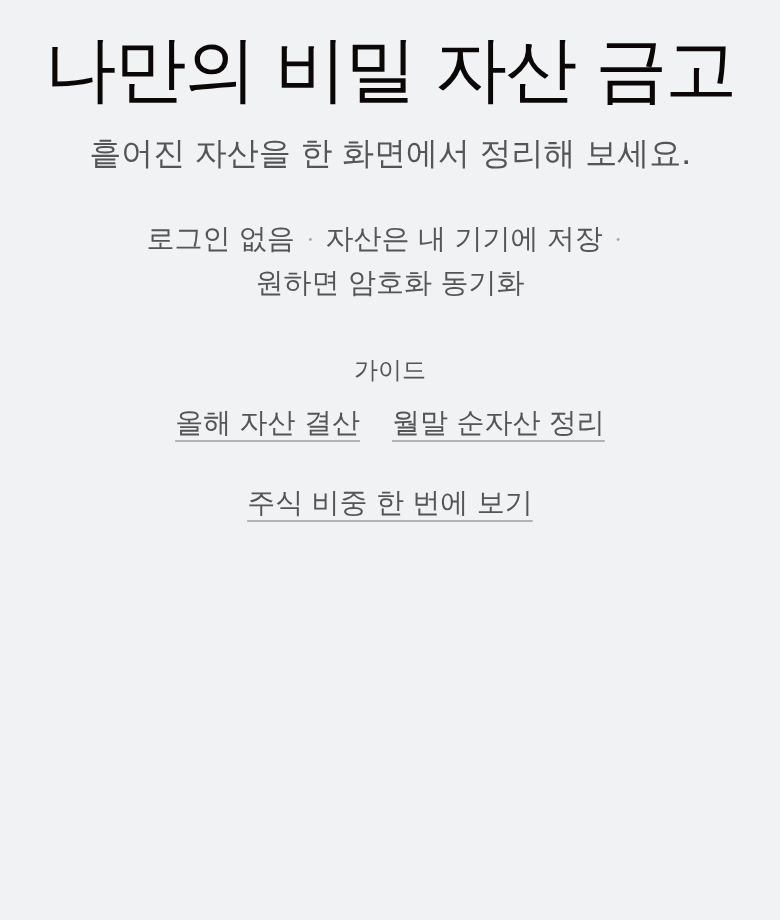 나만의 비밀 자산 금고
흩어진 자산을 한 화면에서 정리해 보세요.
로그인 없음 · 자산은 내 기기에 저장 ·
원하면 암호화 동기화
가이드
올해 자산 결산 월말 순자산 정리
주식 비중 한 번에 보기